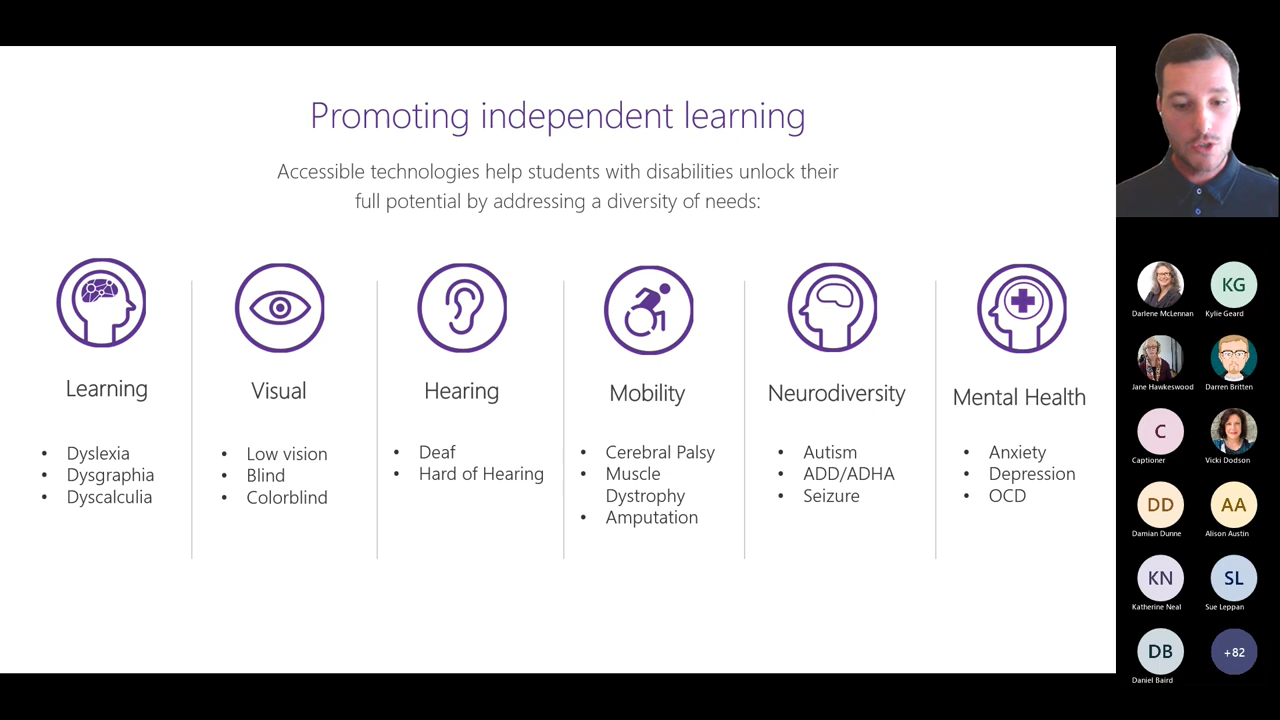 Promoting independent learning
Accessible technologies help students with disabilities unlock their
full potential by addressing a diversity of needs:
Learning
• Dyslexia
• Dysgraphia
• Dyscalculia
Visual
• Low vision
• Blind
• Colorblind
Hearing
• Deaf
• Hard of Hearing
Mobility
• Cerebral Palsy
• Muscle
Dystrophy
• Amputation
Neurodiversity
• Autism
• ADD/ADHA
• Seizure
Mental Health
• Anxiety
• Depression
• OCD
Darlene McLennan
KG
Kylie Geard
Jane Hawkeswood
Darren Britten
C
Captioner
Vicki Dodson
DD
Damian Dunne
AA
Alison Austin
KN
Katherine Neal
SL
Sue Leppan
DB
Daniel Baird
+82